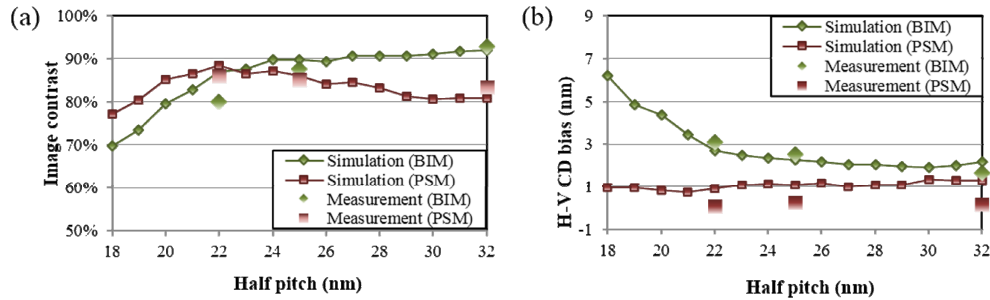 (a)
100%
90%
80%
70%
60%
50%
Image contrast
Simulation (BIM)
Simulation (PSM)
Measurement (BIM)
Measurement (PSM)
18 20 22 24 26 28 30 32
Half pitch (nm)
(b)
9
7
5
3
1
-1
H-V CD bias (nm)
Simulation (BIM)
Simulation (PSM)
Measurement (BIM)
Measurement (PSM)
18 20 22 24 26 28 30 32
Half pitch (nm)